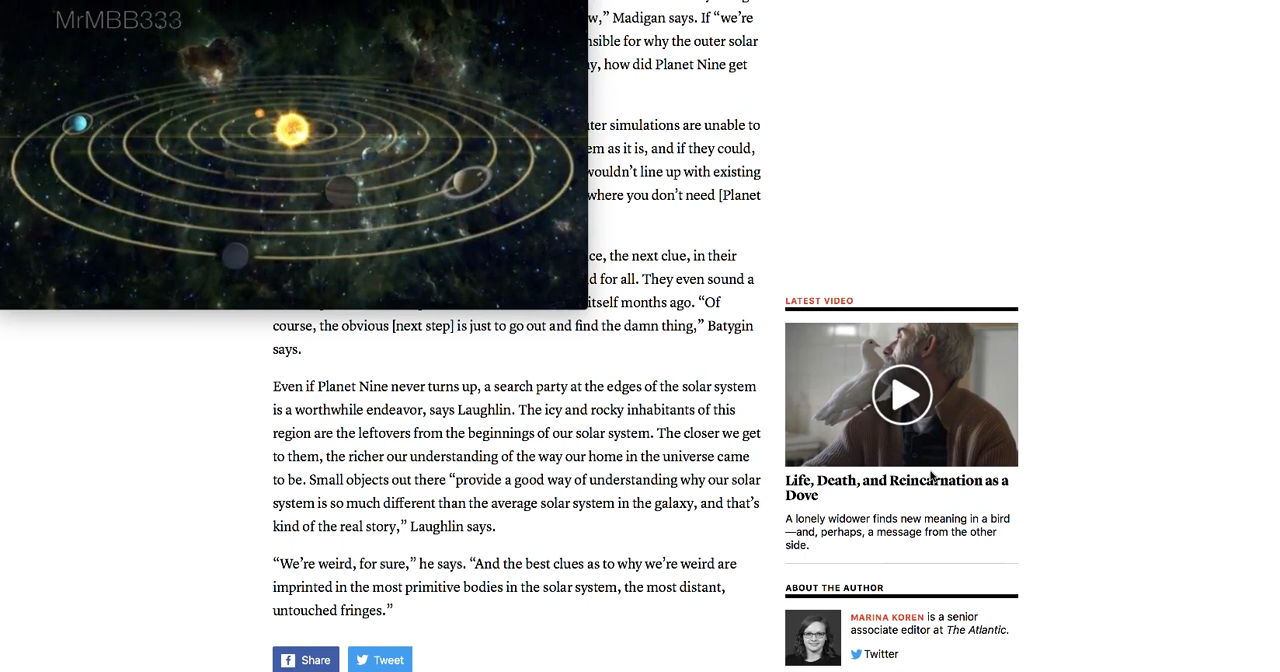 MrMBB333
w,” Madigan says. If “we’re
nsible for why the outer solar
y, how did Planet Nine get
ter simulations are unable to
em as it is, and if they could,
wouldn’t line up with existing
where you don’t need [Planet
ce, the next clue, in their
d for all. They even sound a
itself months ago. “Of
course, the obvious [next step] is just to go out and find the damn thing,” Batygin
says.
Even if Planet Nine never turns up, a search party at the edges of the solar system
is a worthwhile endeavor, says Laughlin. The icy and rocky inhabitants of this
region are the leftovers from the beginnings of our solar system. The closer we get
to them, the richer our understanding of the way our home in the universe came
to be. Small objects out there “provide a good way of understanding why our solar
system is so much different than the average solar system in the galaxy, and that’s
kind of the real story,” Laughlin says.
“We’re weird, for sure,” he says. “And the best clues as to why we’re weird are
imprinted in the most primitive bodies in the solar system, the most distant,
untouched fringes.”
Share
Tweet
LATEST VIDEO
Life, Death, and Reincarnation as a
Dove
A lonely widower finds new meaning in a bird
—and, perhaps, a message from the other
side.
ABOUT THE AUTHOR
MARINA KOREN is a senior
associate editor at The Atlantic.
Twitter